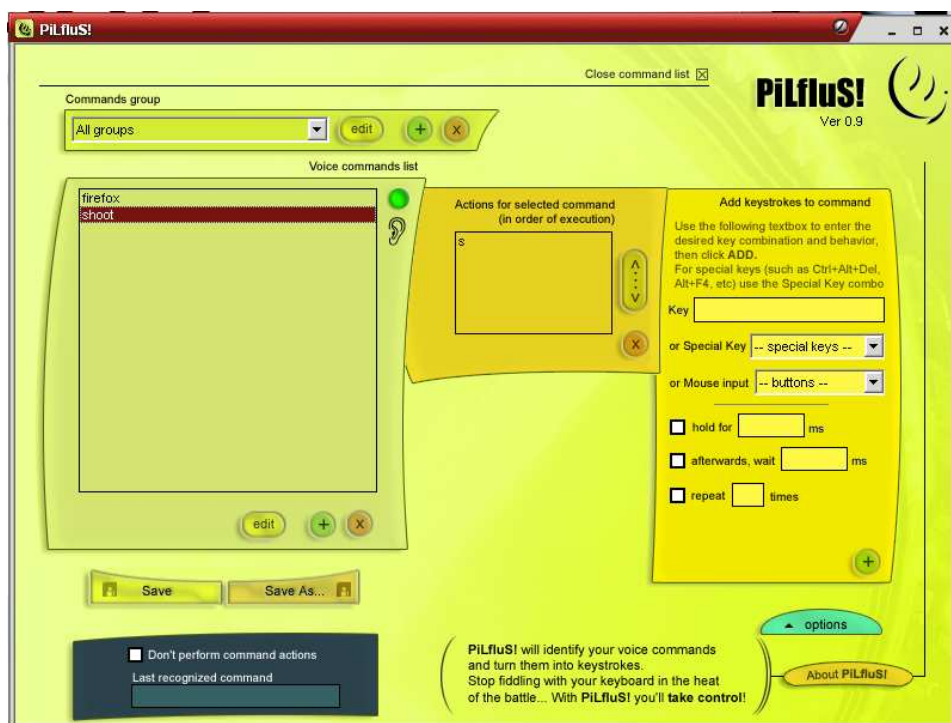 PiLfluS!
Close command list
PiLfluS!
Ver 0.9
Commands group
All groups
edit
Voice commands list
firefox
shoot
edit
Save
Save As...
Actions for selected command
(in order of execution)
s
Add keystrokes to command
Use the following textbox to enter the
desired key combination and behavior,
then click ADD.
For special keys (such as Ctrl+Alt+Del,
Alt+F4, etc) use the Special Key combo
Key
or Special Key -- special keys --
or Mouse input -- buttons --
hold for ms
afterwards, wait ms
repeat times
options
Don't perform command actions
Last recognized command
PiLfluS! will identify your voice commands
and turn them into keystrokes.
Stop fiddling with your keyboard in the heat
of the battle... With PiLfluS! you'll take control!
About PiLfluS!